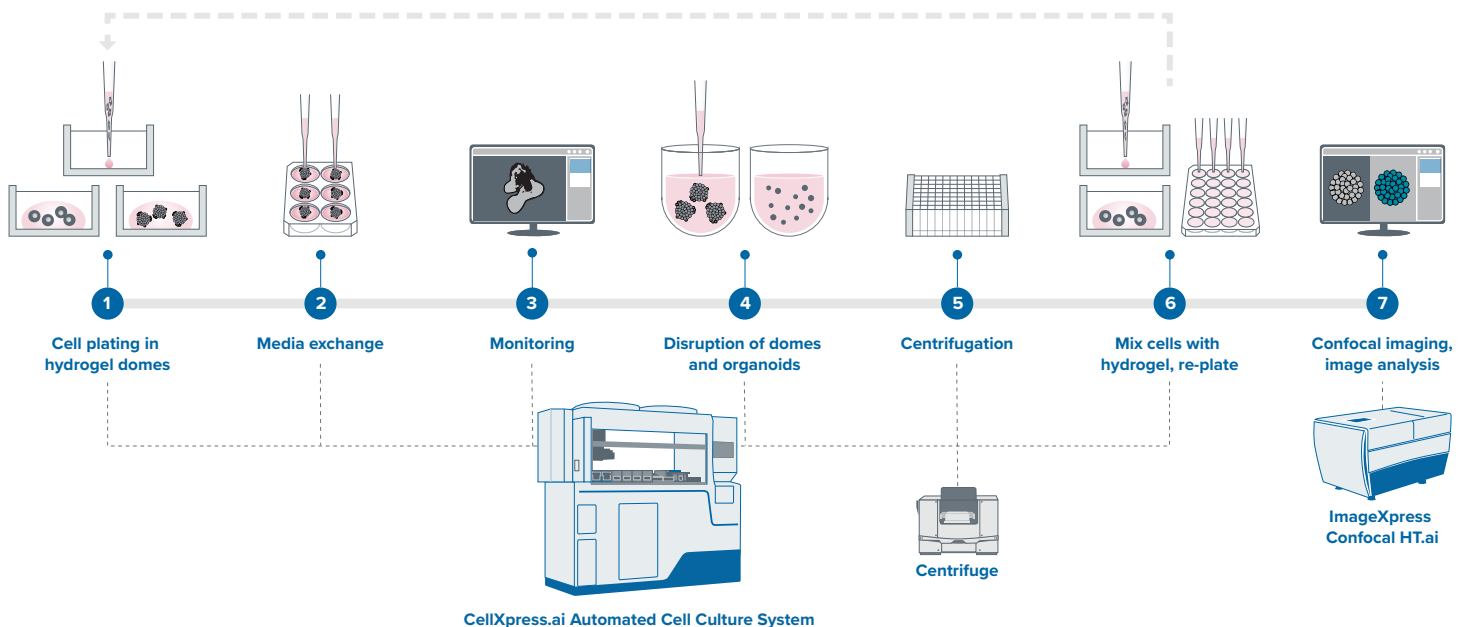 1
2
3
4
5
6
7
Cell plating in
hydrogel domes
Media exchange
Monitoring
Disruption of domes
and organoids
Centrifugation
Mix cells with
hydrogel, re-plate
Confocal imaging,
image analysis
ImageXpress
Confocal HT.ai
Centrifuge
CellXpress.ai Automated Cell Culture System